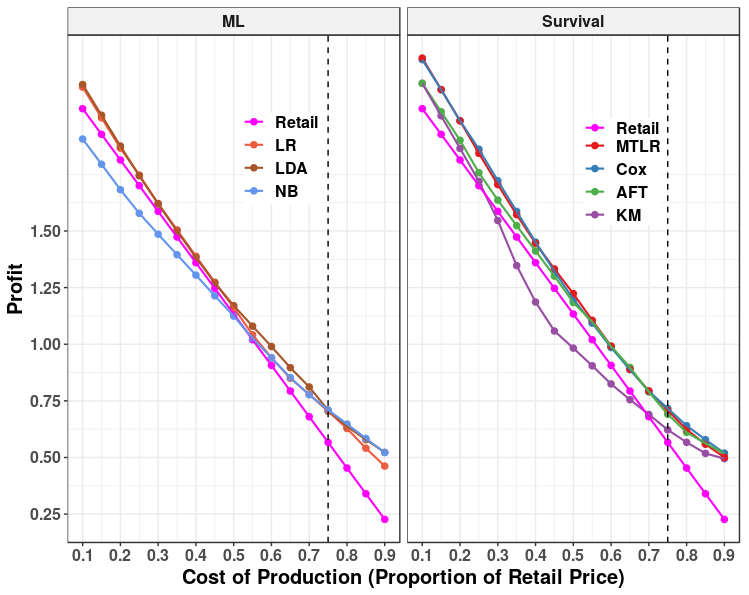 ML
Survival
Retail
LR
LDA
NB
Retail
MTLR
Cox
AFT
KM
Profit
1.50
1.25
1.00
0.75
0.50
0.25
0.1 0.2 0.3 0.4 0.5 0.6 0.7 0.8 0.9
0.1 0.2 0.3 0.4 0.5 0.6 0.7 0.8 0.9
Cost of Production (Proportion of Retail Price)